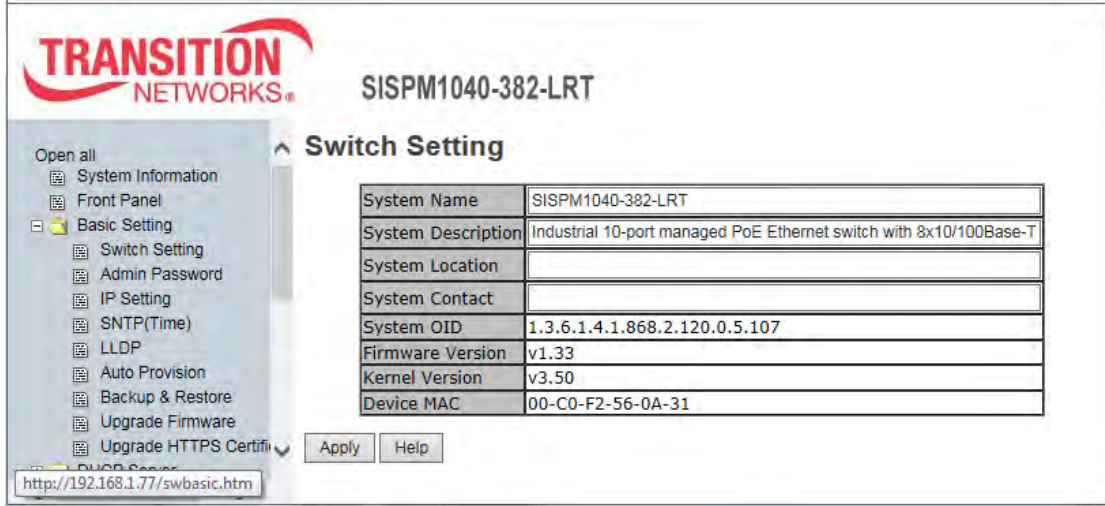 TRANSITION
NETWORKS®
SISPM1040-382-LRT
Open all
System Information
Front Panel
Basic Setting
Switch Setting
Admin Password
IP Setting
SNTP(Time)
LLDP
Auto Provision
Backup & Restore
Upgrade Firmware
Upgrade HTTPS Certifi
DHCP Server
http://192.168.1.77/swbasic.htm
Switch Setting
System Name SISPM1040-382-LRT
System Description Industrial 10-port managed PoE Ethernet switch with 8x10/100Base-T
System Location
System Contact
System OID 1.3.6.1.4.1.868.2.120.0.5.107
Firmware Version v1.33
Kernel Version v3.50
Device MAC 00-C0-F2-56-0A-31
Apply Help